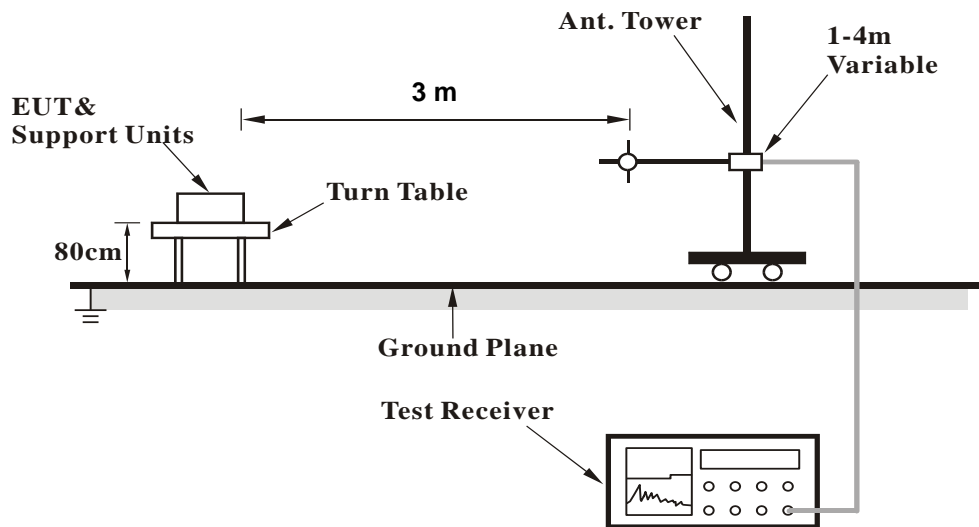 Ant. Tower
1-4m
Variable
3 m
EUT&
Support Units
Turn Table
80cm
Ground Plane
Test Receiver